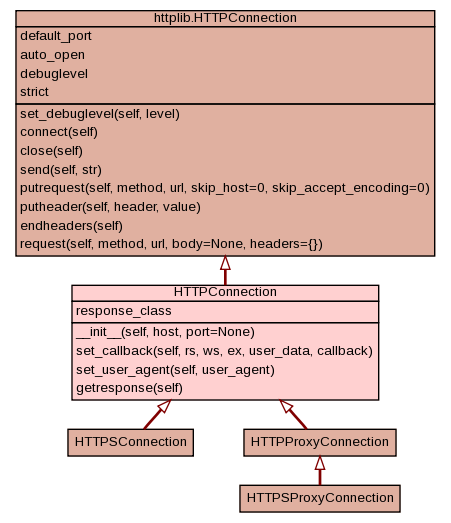 httplib.HTTPConnection
default_port
auto_open
debuglevel
strict
set_debuglevel(self, level)
connect(self)
close(self)
send(self, str)
putrequest(self, method, url, skip_host=0, skip_accept_encoding=0)
putheader(self, header, value)
endheaders(self)
request(self, method, url, body=None, headers={})
HTTPConnection
response_class
__init__(self, host, port=None)
set_callback(self, rs, ws, ex, user_data, callback)
set_user_agent(self, user_agent)
getresponse(self)
HTTPSConnection
HTTPProxyConnection
HTTPSProxyConnection